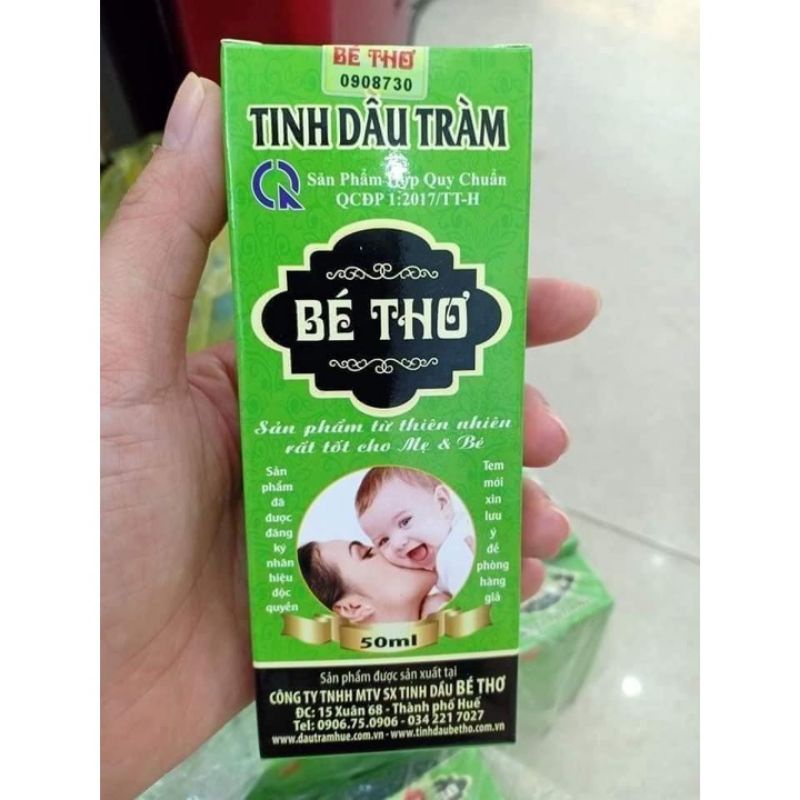 BÉ THƠ
0908730
TINH DẦU TRÀM
Sản Phẩm Hợp Quy Chuẩn
QCĐP 1:2017/TT-H
BÉ THƠ
Sản phẩm từ thiên nhiên
rất tốt cho Mẹ & Bé
Sản
phẩm
đã
được
đăng
ký
nhãn
hiệu
độc
quyền
Tem
mới
xin
lưu
ý
để
phòng
hàng
giả
50ml
Sản phẩm được sản xuất tại
CÔNG TY TNHH MTV SX TINH DẦU BÉ THƠ
ĐC: 15 Xuân 68 - Thành phố Huế
Tel: 0906.75.0906 - 034 221 7027
www.dautramhue.com.vn - www.tinhdaubetho.com.vn